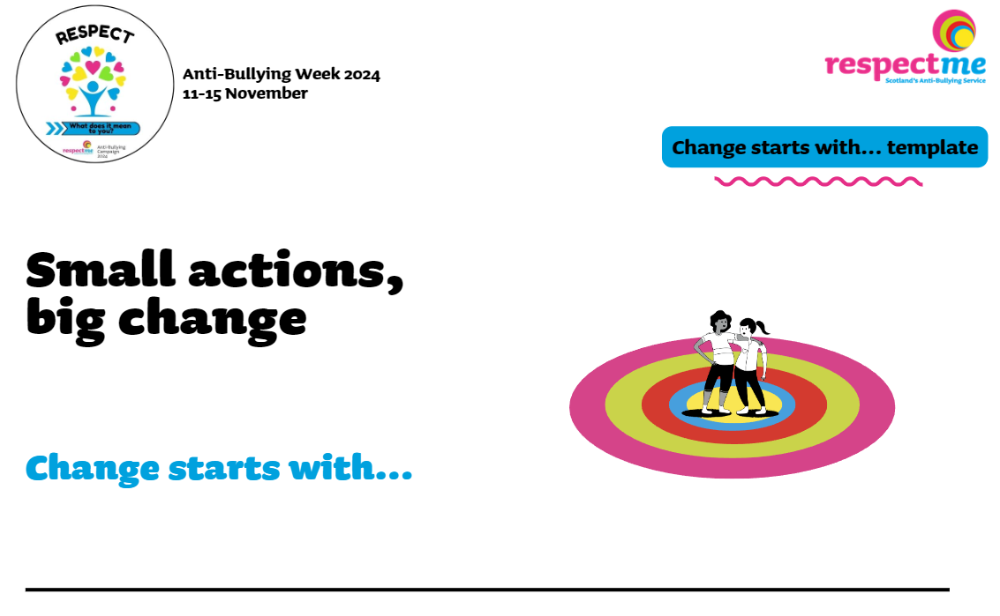 RESPECT
What does it mean
to you?
respectme
Anti-Bullying
Campaign
2024
Anti-Bullying Week 2024
11-15 November
respectme
Scotland's Anti-Bullying Service
Change starts with... template
Small actions,
big change
Change starts with...